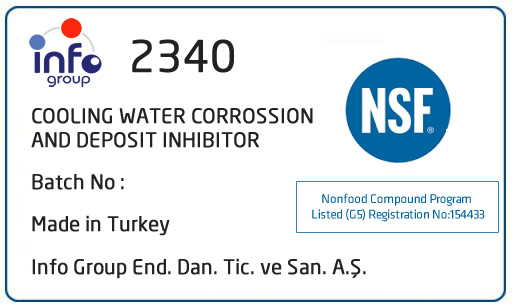 info
group
2340
COOLING WATER CORROSSION
AND DEPOSIT INHIBITOR
NSF®
Batch No :
Nonfood Compound Program
Listed (G5) Registration No:154433
Made in Turkey
Info Group End. Dan. Tic. ve San. A.Ş.